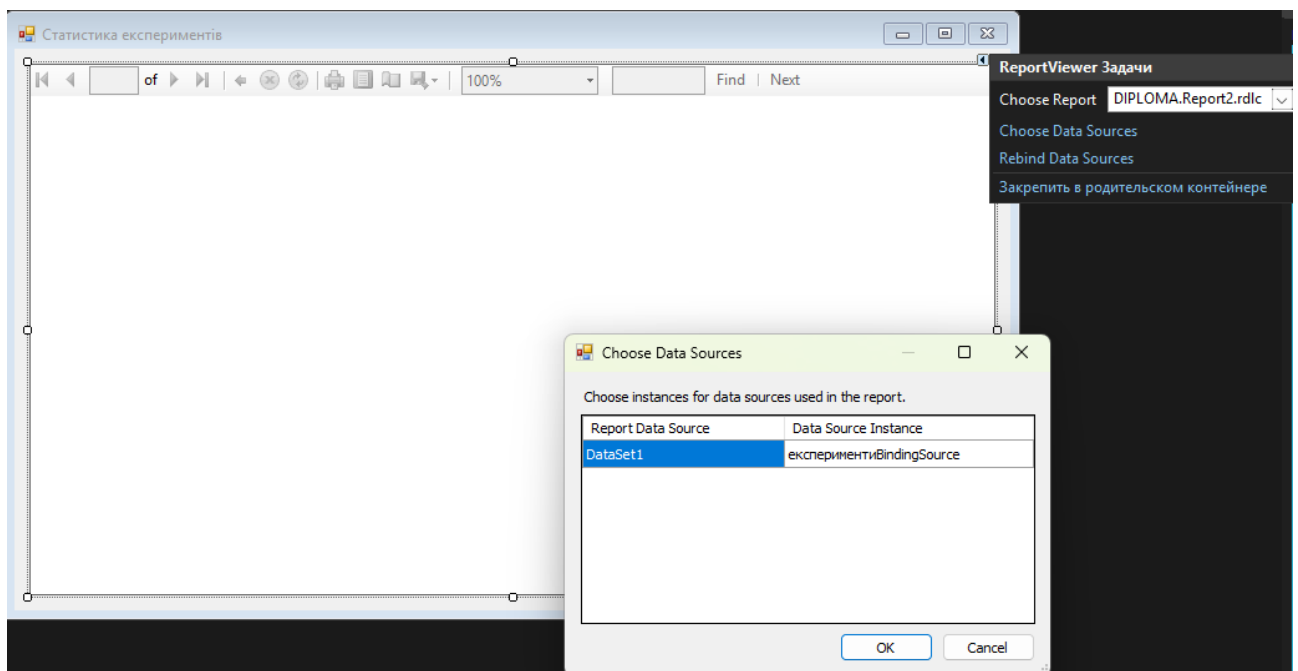 Статистика експериментів
of 100% Find | Next
ReportViewer Задачи
Choose Report DIPLOMA.Report2.rdlc
Choose Data Sources
Rebind Data Sources
Закрепить в родительском контейнере
Choose Data Sources
Choose instances for data sources used in the report.
Report Data Source Data Source Instance
DataSet1 експериментиBindingSource
OK Cancel